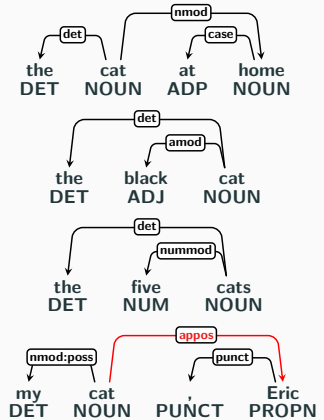 nmod
det case
the cat at home
DET NOUN ADP NOUN
det
amod
the black cat
DET ADJ NOUN
det
nummod
the five cats
DET NUM NOUN
appos
nmod:poss punct
my cat , Eric
DET NOUN PUNCT PROPN